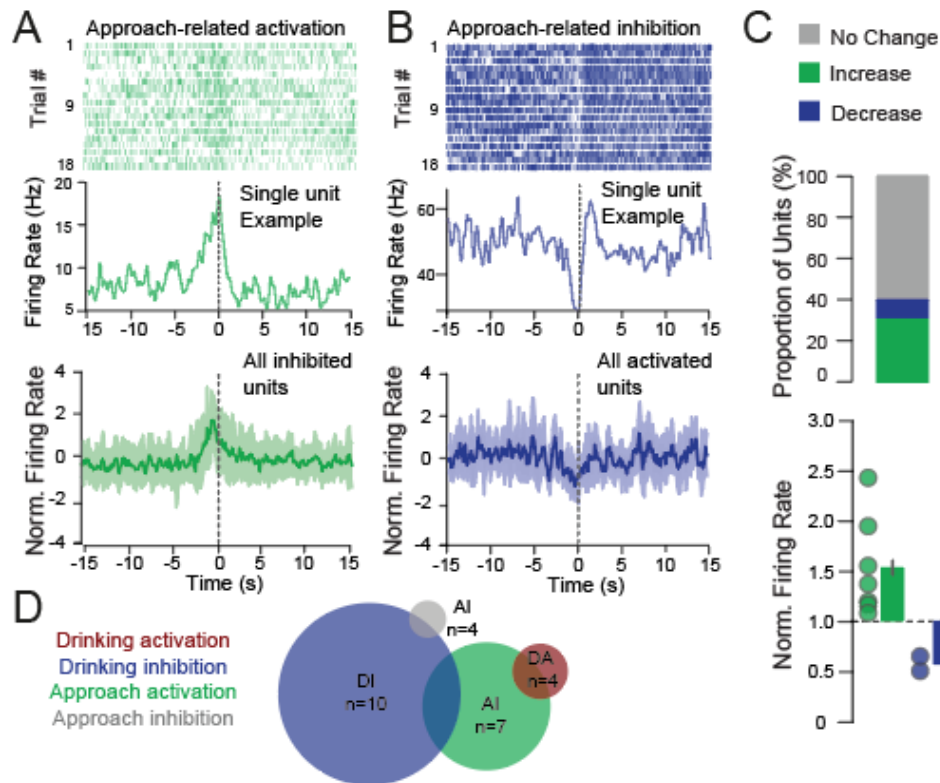 A
Approach-related activation
1
9
18
Trial #
20
15
10
5
Firing Rate (Hz)
Single unit
Example
15
-10
-5
0
5
10
15
4
2
0
-2
-4
Norm. Firing Rate
All inhibited
units
-15
-10
-5
0
5
10
15
Time (s)
B
Approach-related inhibition
1
9
18
Trial #
60
40
Firing Rate (Hz)
Single unit
Example
-15
-10
-5
0
5
10
15
4
2
0
-2
-4
Norm. Firing Rate
All activated
units
-15
-10
-5
0
5
10
15
Time (s)
C
No Change
Increase
Decrease
100
80
60
40
20
0
Proportion of Units (%)
3.0
2.5
2.0
1.5
1.0
0.5
0
Norm. Firing Rate
D
Drinking activation
Drinking inhibition
Approach activation
Approach inhibition
DI
n=10
AI
n=4
AI
n=7
DA
n=4